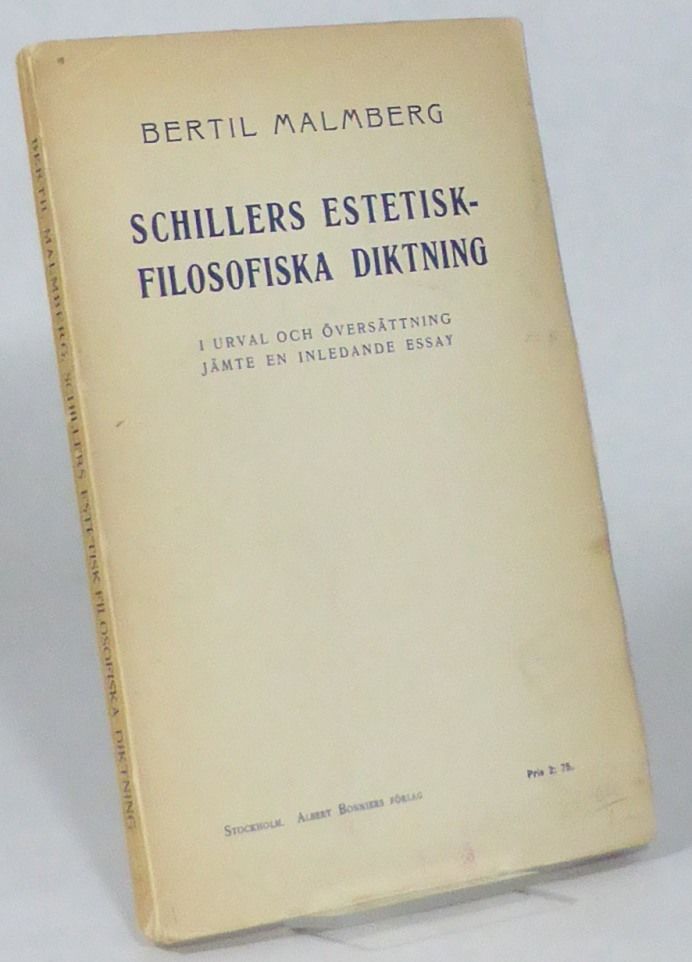 BERTIL MALMBERG
SCHILLERS ESTETISK-
FILOSOFISKA DIKTNING
I URVAL OCH ÖVERSÄTTNING
JÄMTE EN INLEDANDE ESSAY
STOCKHOLM. ALBERT BONNIERS FÖRLAG
Pris 2: 75.
BERTIL MALMBERG, SCHILLERS ESTETISK FILOSOFISKA DIKTNING